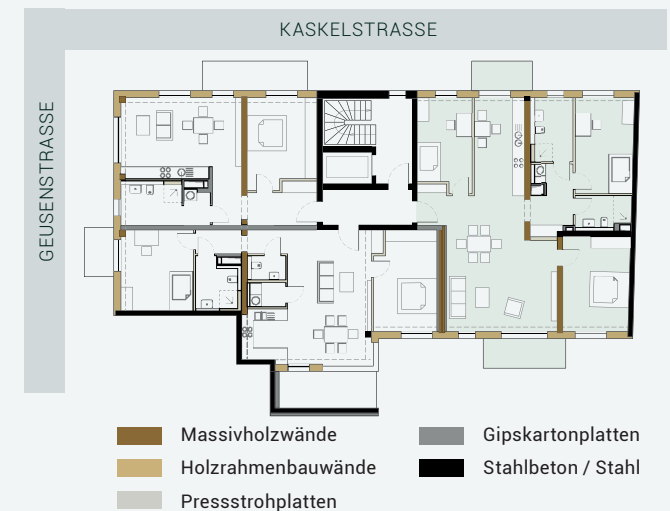 KASKELSTRASSE
GEUSENSTRASSE
Massivholzwände
Holzrahmenbauwände
Pressstrohplatten
Gipskartonplatten
Stahlbeton / Stahl